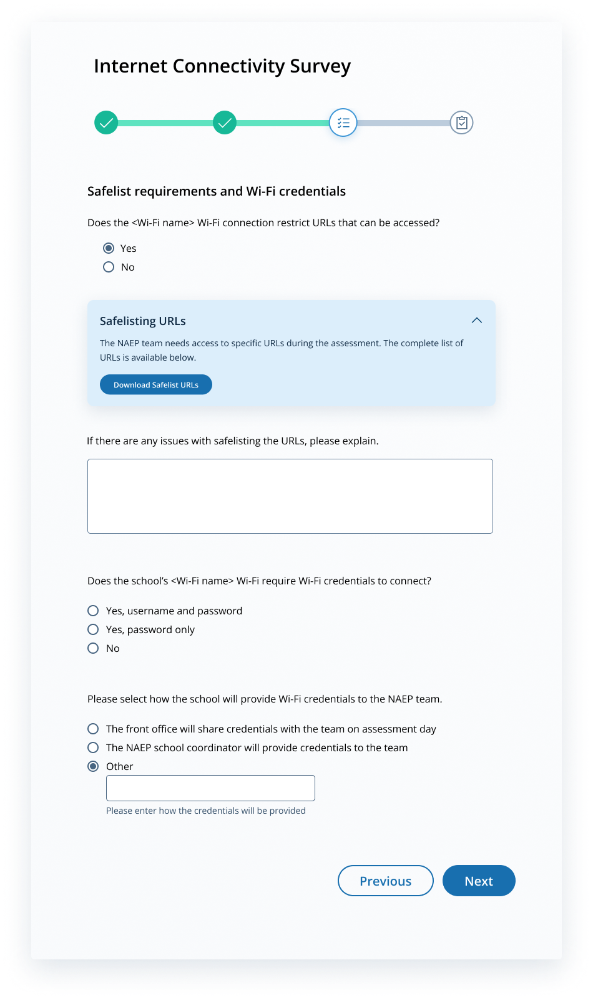 Internet Connectivity Survey
Safelist requirements and Wi-Fi credentials
Does the <Wi-Fi name> Wi-Fi connection restrict URLs that can be accessed?
Yes
No
Safelisting URLs
The NAEP team needs access to specific URLs during the assessment. The complete list of
URLs is available below.
Download Safelist URLs
If there are any issues with safelisting the URLs, please explain.
Does the school’s <Wi-Fi name> Wi-Fi require Wi-Fi credentials to connect?
Yes, username and password
Yes, password only
No
Please select how the school will provide Wi-Fi credentials to the NAEP team.
The front office will share credentials with the team on assessment day
The NAEP school coordinator will provide credentials to the team
Other
Please enter how the credentials will be provided
Previous
Next